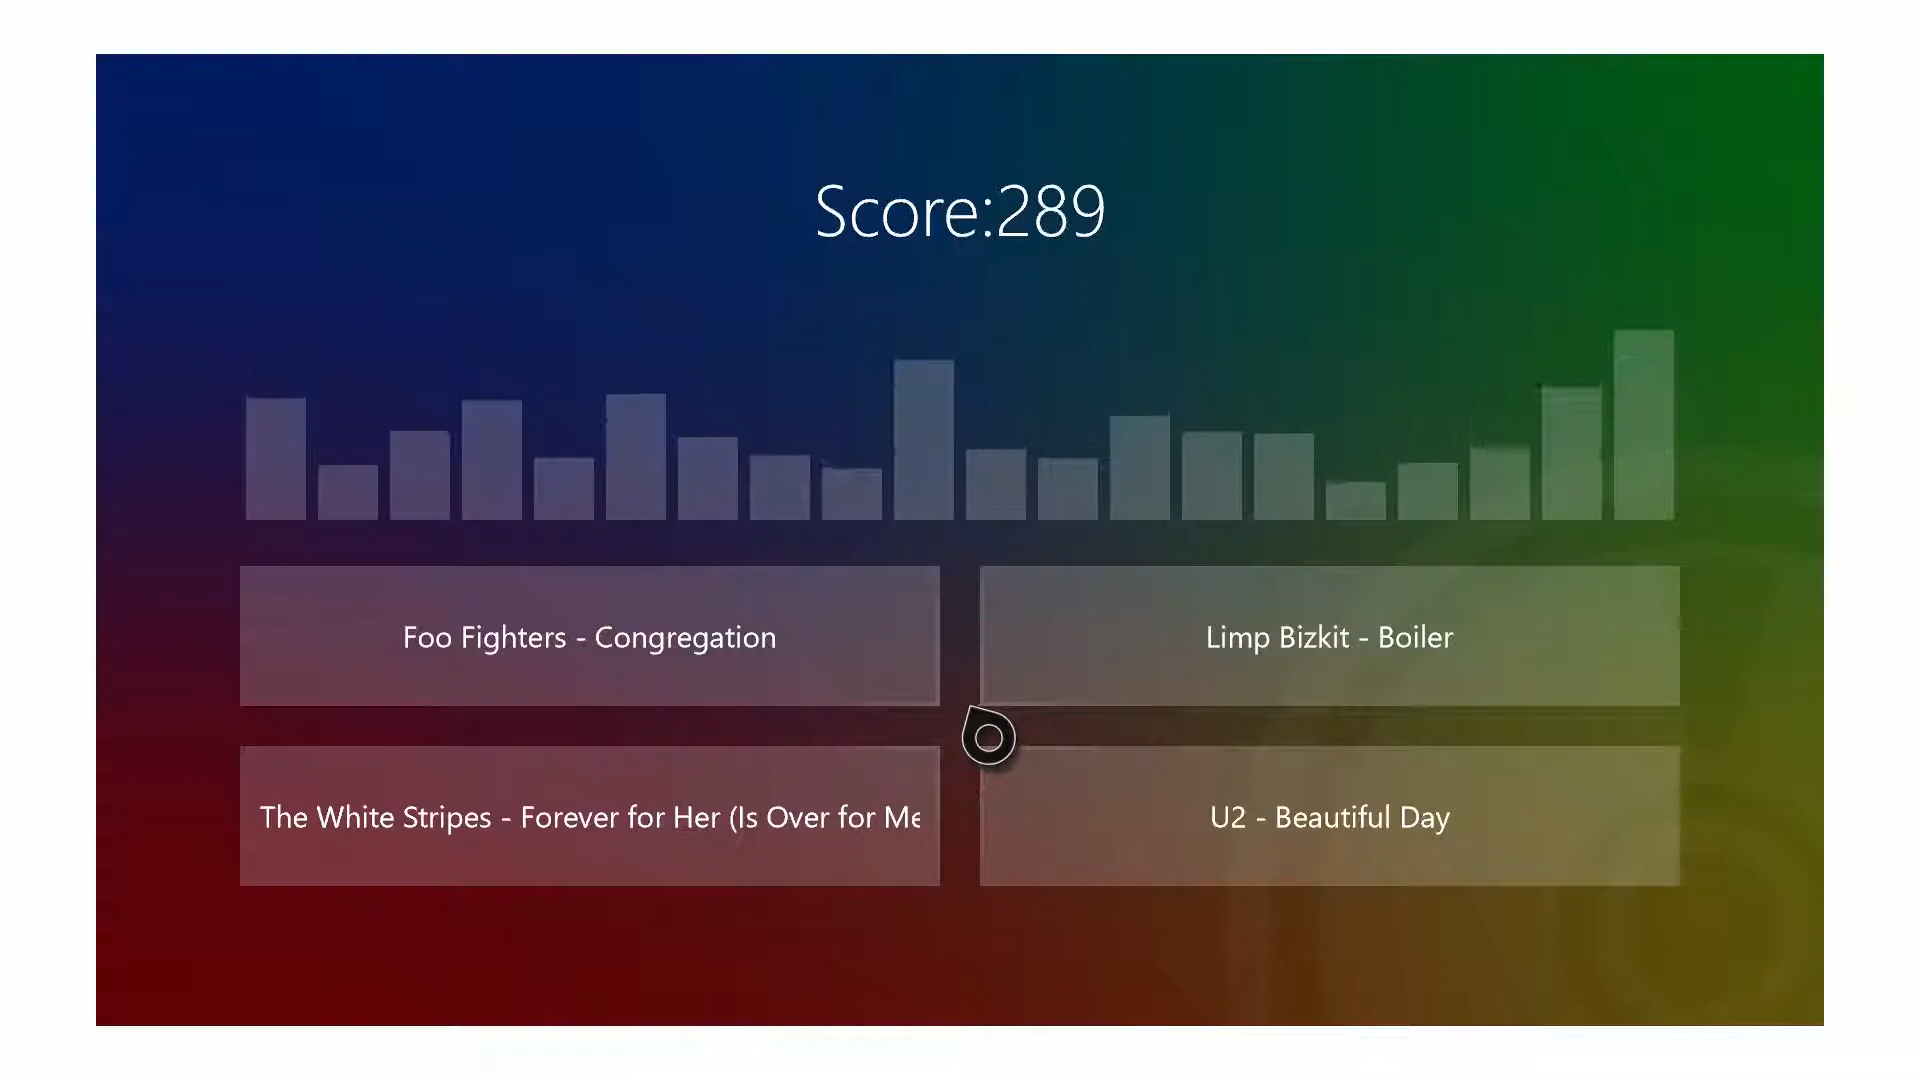 Score:289
Foo Fighters - Congregation
Limp Bizkit - Boiler
The White Stripes - Forever for Her (Is Over for Me
U2 - Beautiful Day